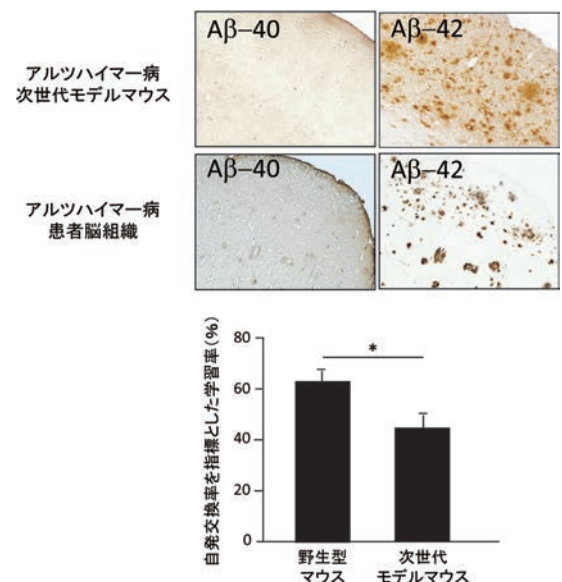 Aβ–40
Aβ–42
アルツハイマー病
次世代モデルマウス
Aβ–40
Aβ–42
アルツハイマー病
患者脳組織
自発交換率を指標とした学習率(%)
80
*
60
40
20
0
野生型
マウス
次世代
モデルマウス